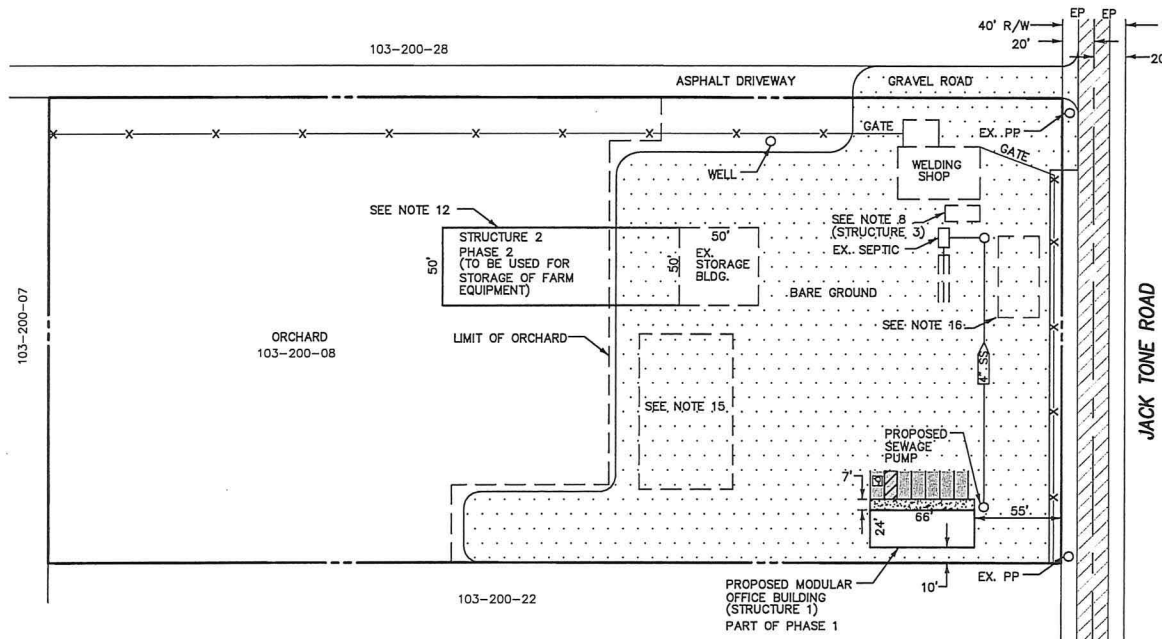 EP EP
40' R/W
20'
20
103-200-28
ASPHALT DRIVEWAY
GRAVEL ROAD
GATE
EX. PP
GATE
WELL
WELDING
SHOP
SEE NOTE 12
SEE NOTE 8
(STRUCTURE 3)
EX. SEPTIC
STRUCTURE 2
PHASE 2
(TO BE USED FOR
STORAGE OF FARM
EQUIPMENT)
50'
50'
50'
EX.
STORAGE
BLDG.
BARE GROUND
SEE NOTE 16
103-200-07
ORCHARD
103-200-08
LIMIT OF ORCHARD
4" SS
JACK TONE ROAD
SEE NOTE 15
PROPOSED
SEWAGE
PUMP
7'
66'
24'
55'
10'
EX. PP
PROPOSED MODULAR
OFFICE BUILDING
(STRUCTURE 1)
PART OF PHASE 1
103-200-22